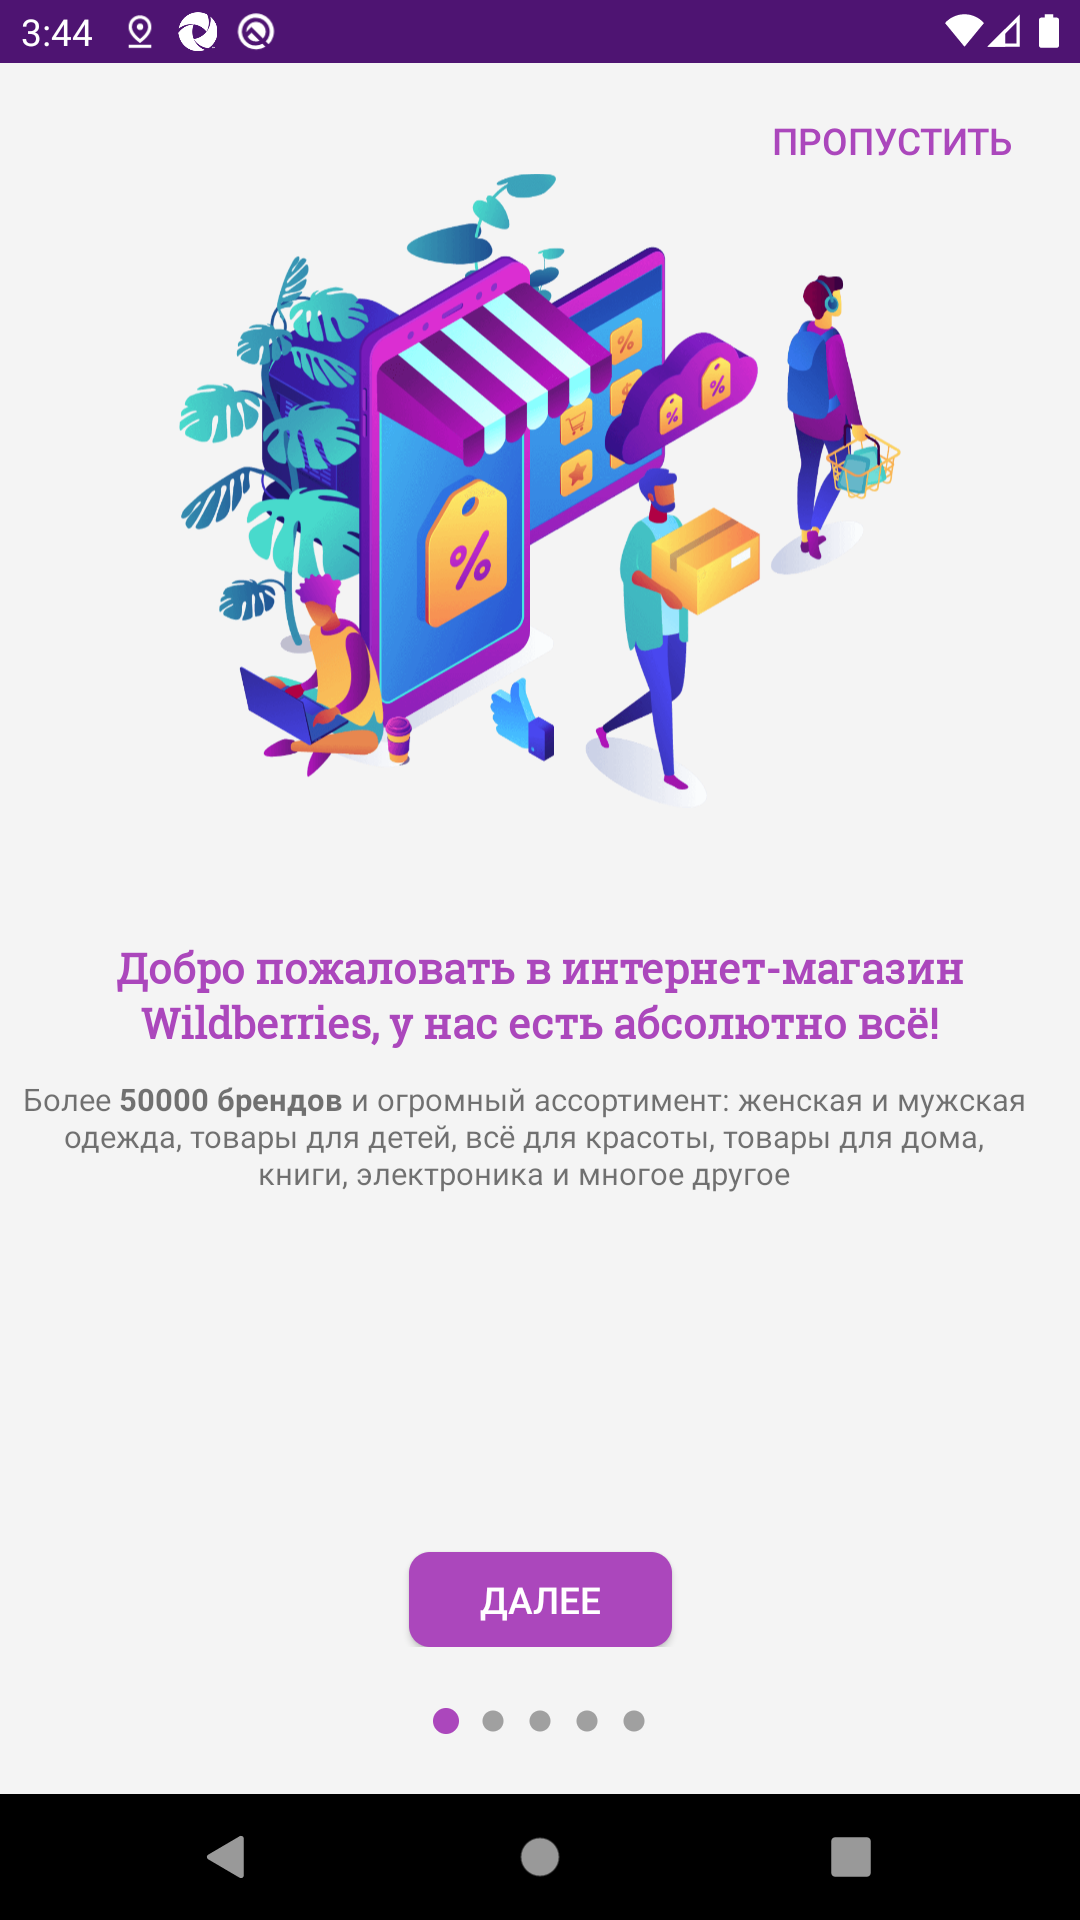 3:44
ПРОПУСТИТЬ
Добро пожаловать в интернет-магазин
Wildberries, у нас есть абсолютно всё!
Более 50000 брендов и огромный ассортимент: женская и мужская
одежда, товары для детей, всё для красоты, товары для дома,
книги, электроника и многое другое
ДАЛЕЕ